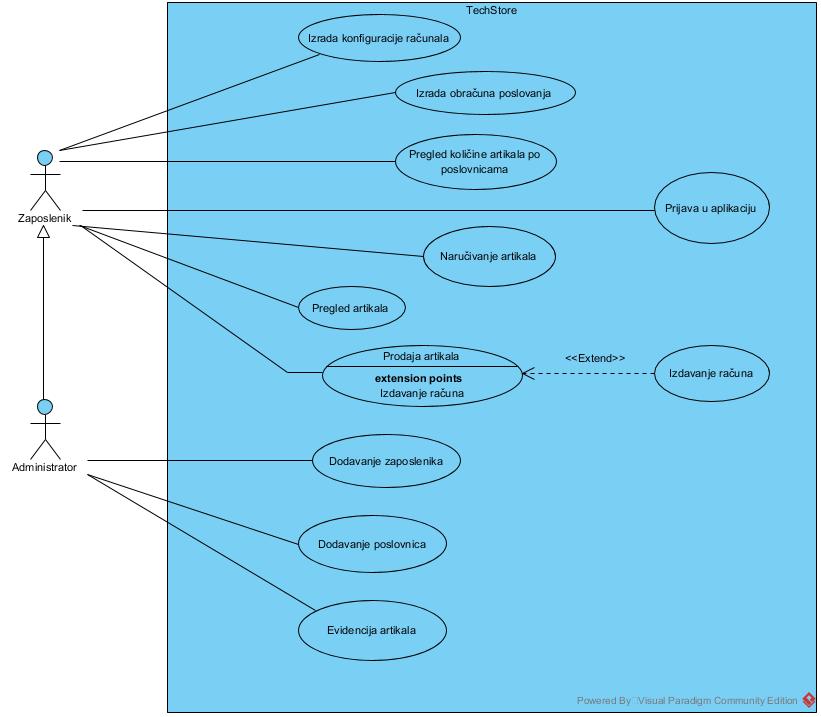 TechStore
Izrada konfiguracije računala
Izrada obračuna poslovanja
Pregled količine artikala po
poslovnicama
Zaposlenik
Prijava u aplikaciju
Naručivanje artikala
Pregled artikala
Prodaja artikala
extension points
Izdavanje računa
<<Extend>>
Izdavanje računa
Administrator
Dodavanje zaposlenika
Dodavanje poslovnica
Evidencija artikala
Powered By Visual Paradigm Community Edition